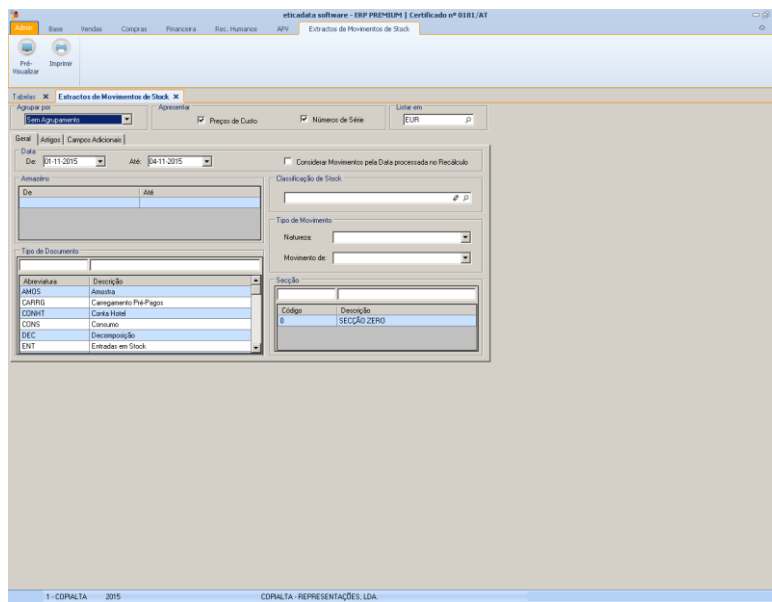 eticadata software - ERP PREMIUM | Certificado nº 0101/AT
Admin Base Vendas Compras Financeira Rec. Humanos APV Extractos de Movimentos de Stock
Pré-Visualizar Imprimir
Tabelas Extractos de Movimentos de Stock
Agrupar por Apresentar Listar em
Sem Agrupamento Preços de Custo Números de Série EUR
Geral Artigos Campos Adicionais
Data
De: 01-11-2015 Até: 04-11-2015 Considerar Movimentos pela Data processada no Recálculo
Armazéns Classificação de Stock
De Até
Tipo de Movimento
Natureza:
Movimento de:
Tipo de Documento
Secção
Abreviatura Descrição
AMOS Amostra
CARRG Carregamento Pré-Pagos
CONHT Conta Hotel
CONS Consumo
DEC Decomposição
ENT Entradas em Stock
Código Descrição
0 SECÇÃO ZERO
1 - COPIALTA 2015 COPIALTA - REPRESENTAÇÕES, LDA.